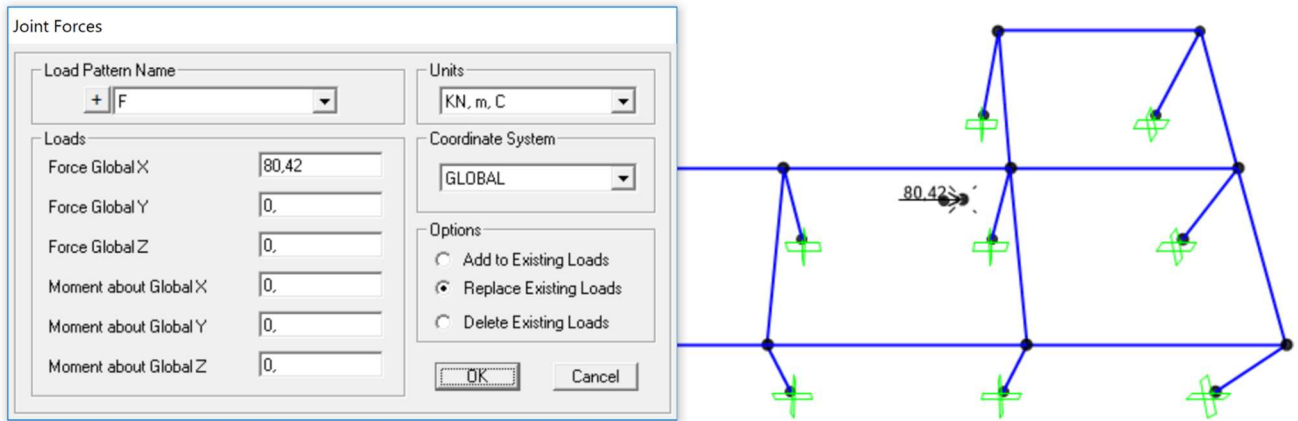 Joint Forces
Load Pattern Name
+ F
Units
KN, m, C
Loads
Force Global X 80,42
Force Global Y 0,
Force Global Z 0,
Moment about Global X 0,
Moment about Global Y 0,
Moment about Global Z 0,
Coordinate System
GLOBAL
Options
Add to Existing Loads
Replace Existing Loads
Delete Existing Loads
OK Cancel
80,42